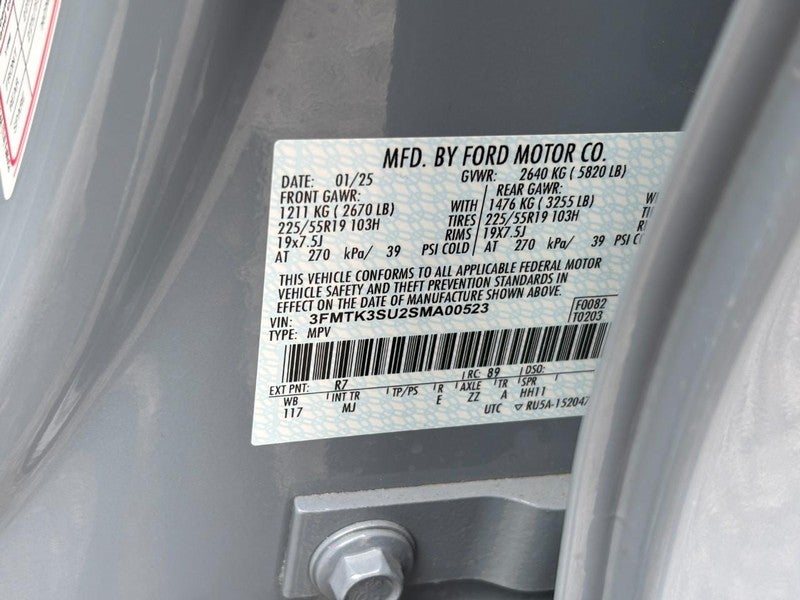 MFD. BY FORD MOTOR CO.
DATE: 01/25 GVWR: 2640 KG ( 5820 LB)
FRONT GAWR: REAR GAWR:
1211 KG ( 2670 LB) WITH 1476 KG ( 3255 LB) WITH
225/55R19 103H TIRES 225/55R19 103H TIRES
19x7.5J RIMS 19x7.5J RIMS
AT 270 kPa/ 39 PSI COLD AT 270 kPa/ 39 PSI COLD
THIS VEHICLE CONFORMS TO ALL APPLICABLE FEDERAL MOTOR
VEHICLE SAFETY AND THEFT PREVENTION STANDARDS IN
EFFECT ON THE DATE OF MANUFACTURE SHOWN ABOVE.
VIN: 3FMTK3SU2SMA00523 F0082
TYPE: MPV T0203
EXT PNT: R7 RC: 89 DSO:
WB INT TR TP/PS R AXLE TR SPR
117 MJ E ZZ A HH11
UTC ▽ RU5A-152047